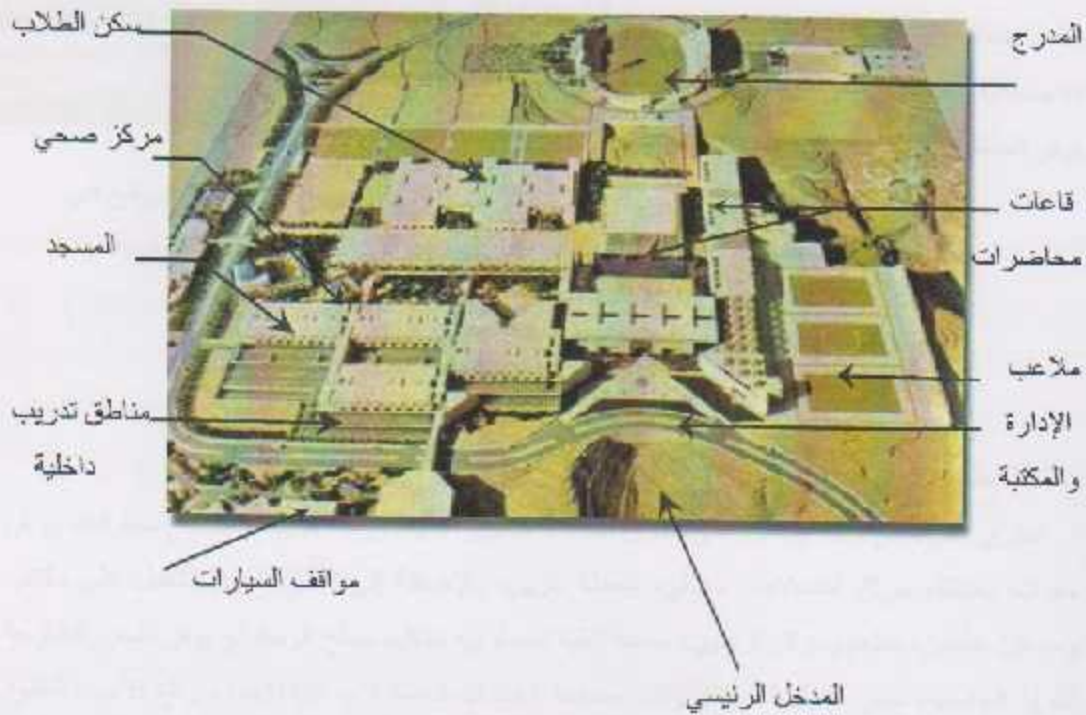 المدرج
سكن الطلاب
مركز صحي
قاعات
محاضرات
المسجد
ملاعب
الإدارة
والمكتبة
مناطق تدريب
داخلية
مواقف السيارات
المدخل الرئيسي